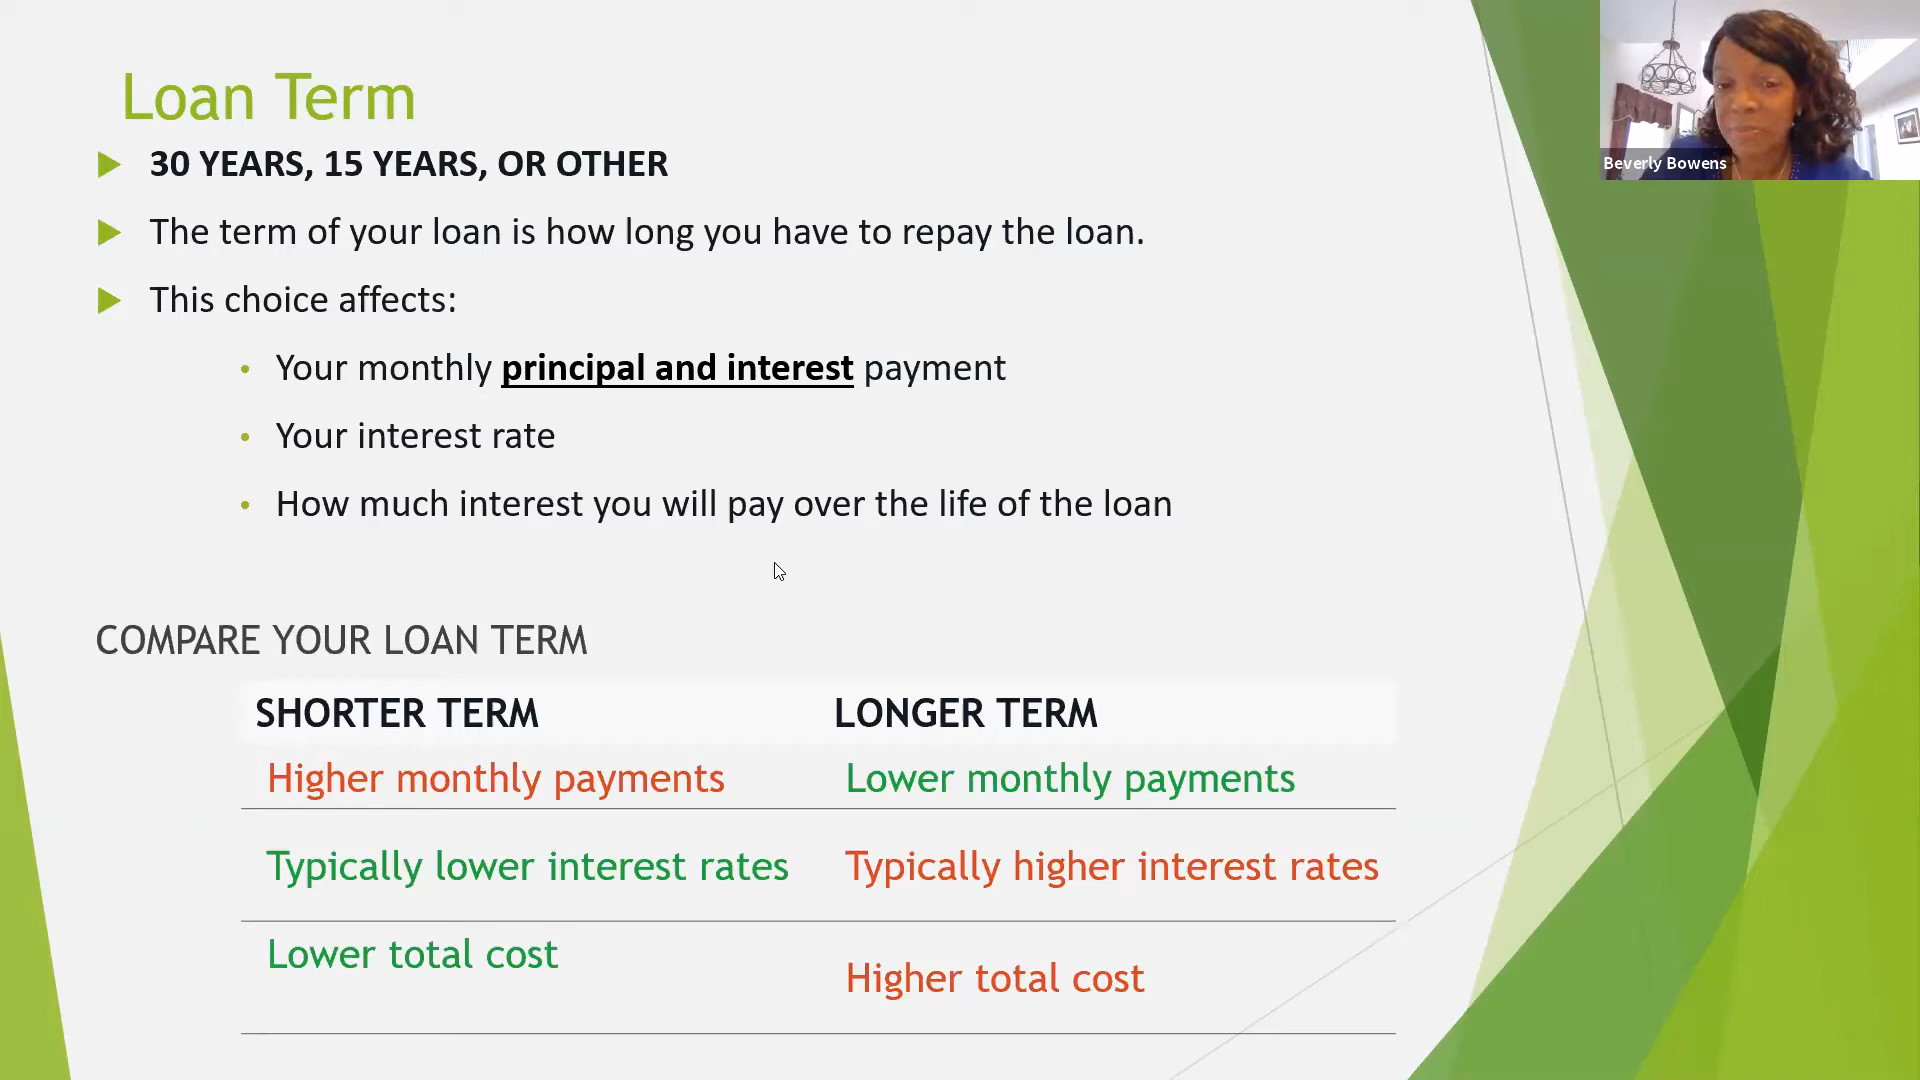 Loan Term
30 YEARS, 15 YEARS, OR OTHER
The term of your loan is how long you have to repay the loan.
This choice affects:
Your monthly principal and interest payment
Your interest rate
How much interest you will pay over the life of the loan
COMPARE YOUR LOAN TERM
SHORTER TERM LONGER TERM
Higher monthly payments Lower monthly payments
Typically lower interest rates Typically higher interest rates
Lower total cost Higher total cost
Beverly Bowens